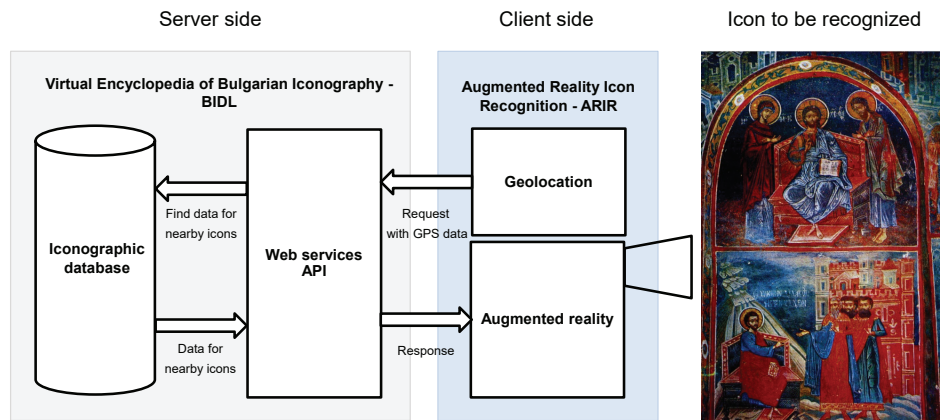 Server side
Client side
Icon to be recognized
Virtual Encyclopedia of Bulgarian Iconography -
BIDL
Augmented Reality Icon
Recognition - ARIR
Iconographic
database
Find data for
nearby icons
Data for
nearby icons
Web services
API
Request
with GPS data
Response
Geolocation
Augmented reality